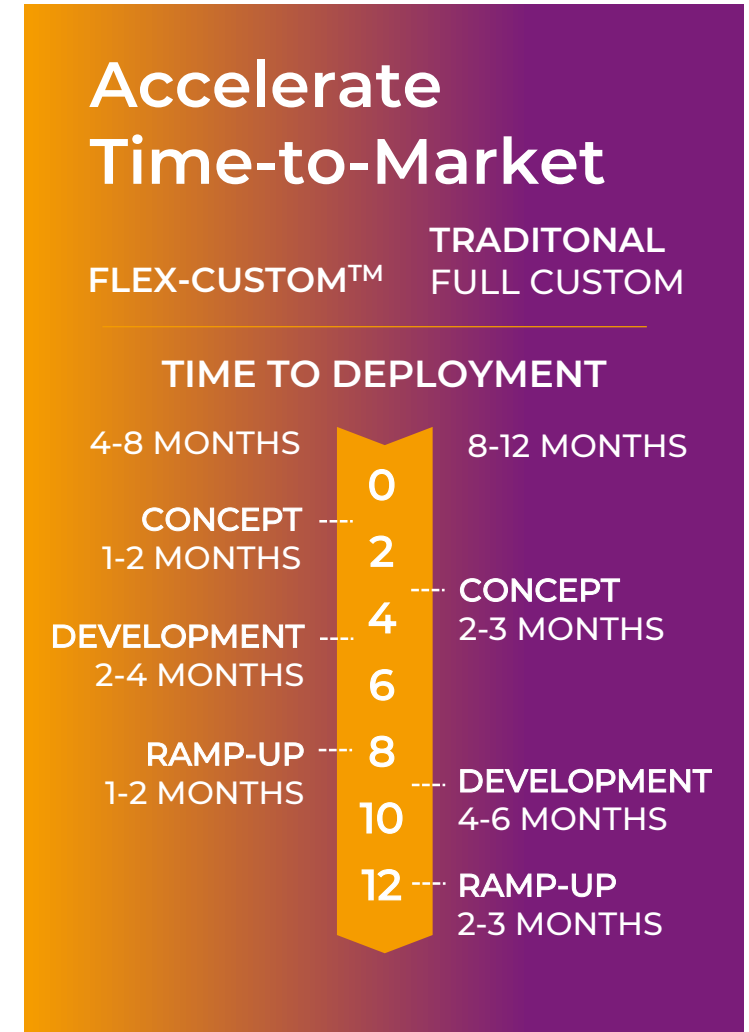 Accelerate
Time-to-Market
FLEX-CUSTOM™
TRADITONAL
FULL CUSTOM
TIME TO DEPLOYMENT
4-8 MONTHS
8-12 MONTHS
0
CONCEPT
1-2 MONTHS
2
CONCEPT
2-3 MONTHS
4
DEVELOPMENT
2-4 MONTHS
6
RAMP-UP
1-2 MONTHS
8
DEVELOPMENT
4-6 MONTHS
10
12
RAMP-UP
2-3 MONTHS